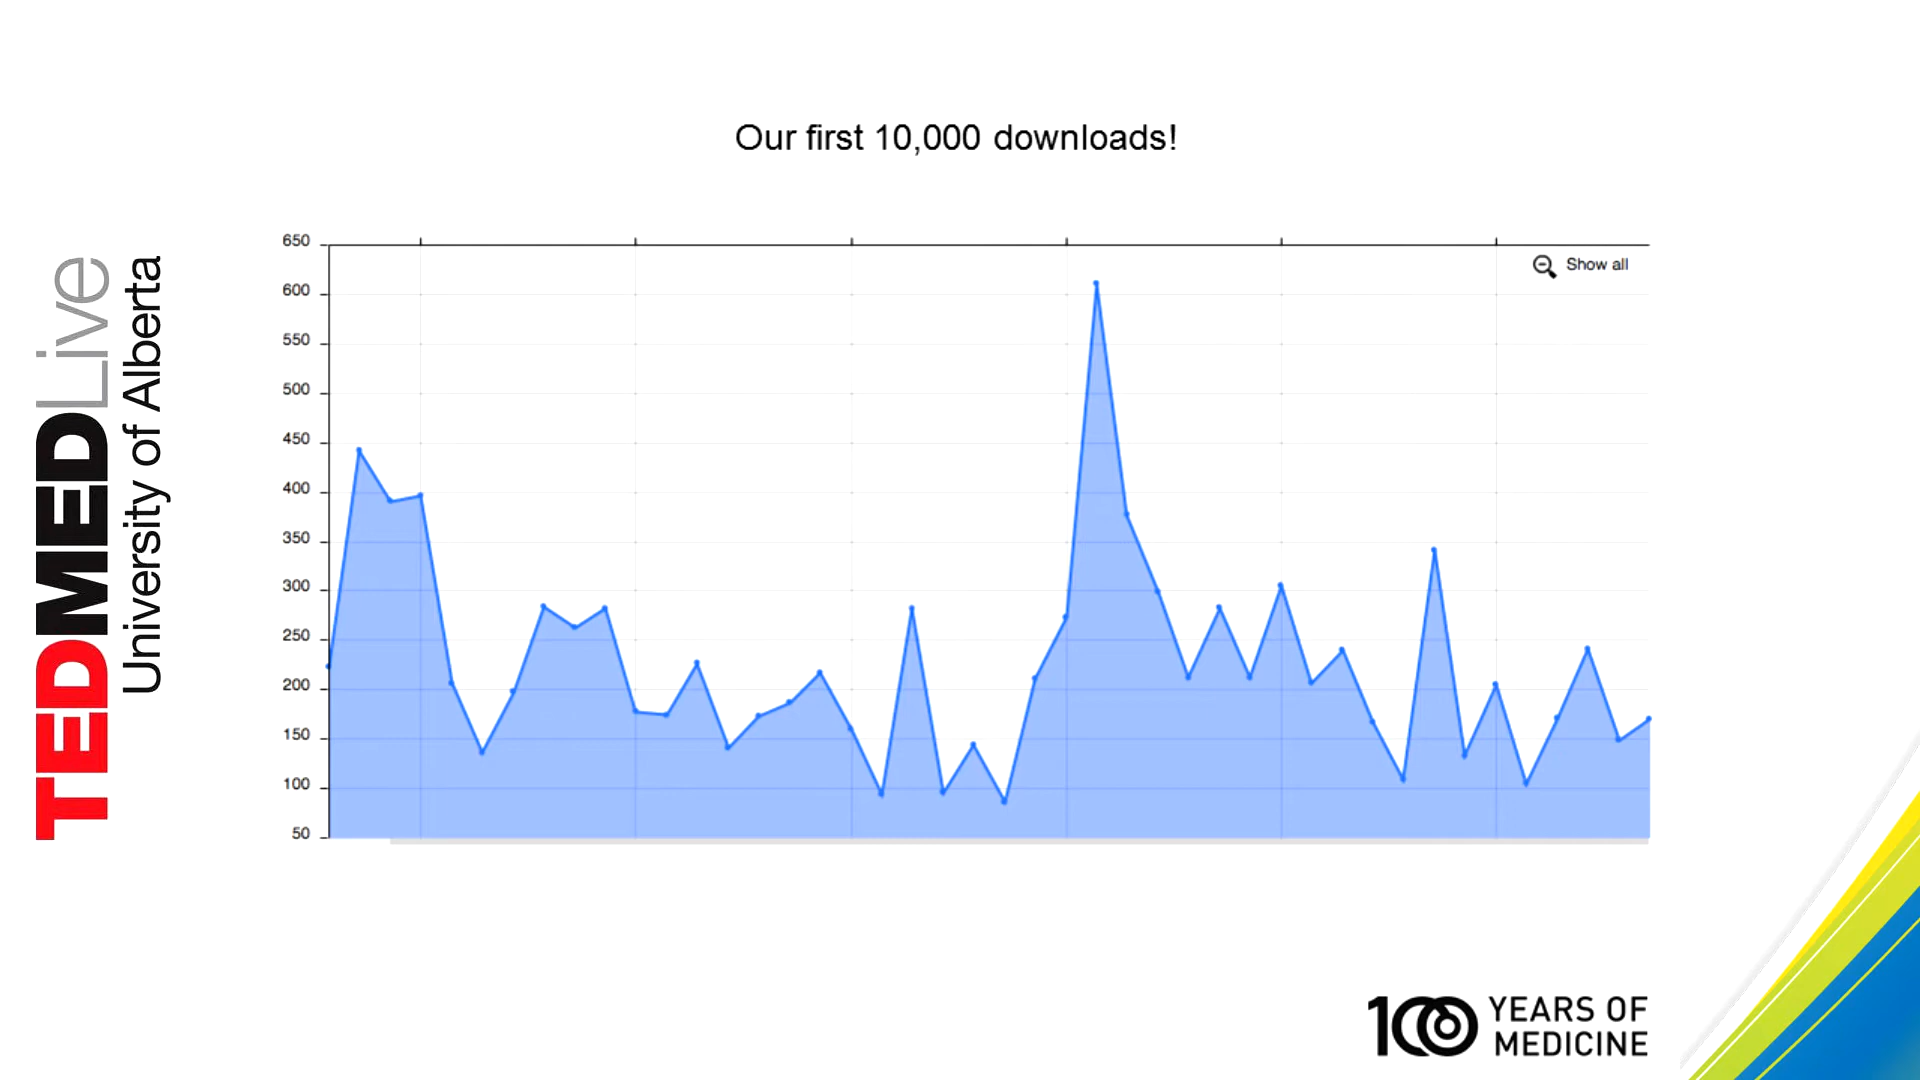 Our first 10,000 downloads!
TEDMEDLive
University of Alberta
650
600
550
500
450
400
350
300
250
200
150
100
50
Show all
100 YEARS OF
MEDICINE